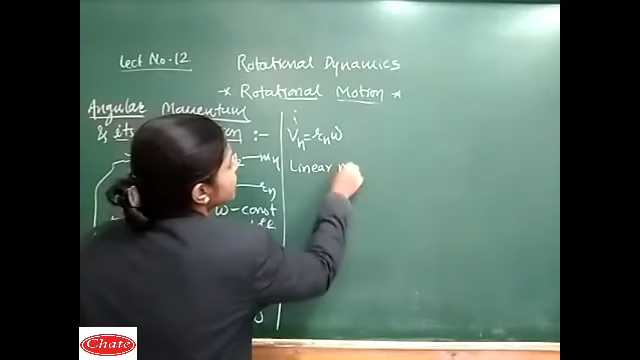 Lect No.12
Rotational Dynamics
* Rotational Motion *
Angular Momentum
& its :-
mₙ
rₙ
ω-const
Vₙ = rₙω
Linear
Chate